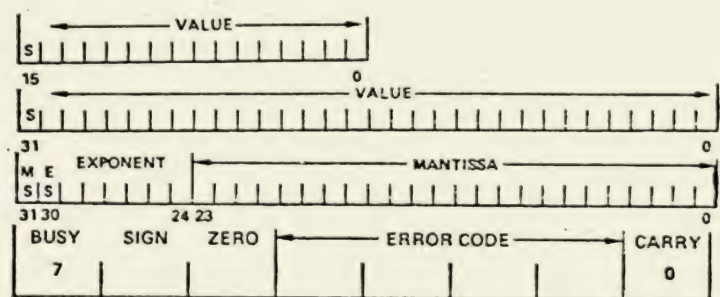 VALUE
S
15 0
VALUE
S
31 0
M E EXPONENT MANTISSA
S S
31 30 24 23 0
BUSY SIGN ZERO ERROR CODE CARRY
7 0